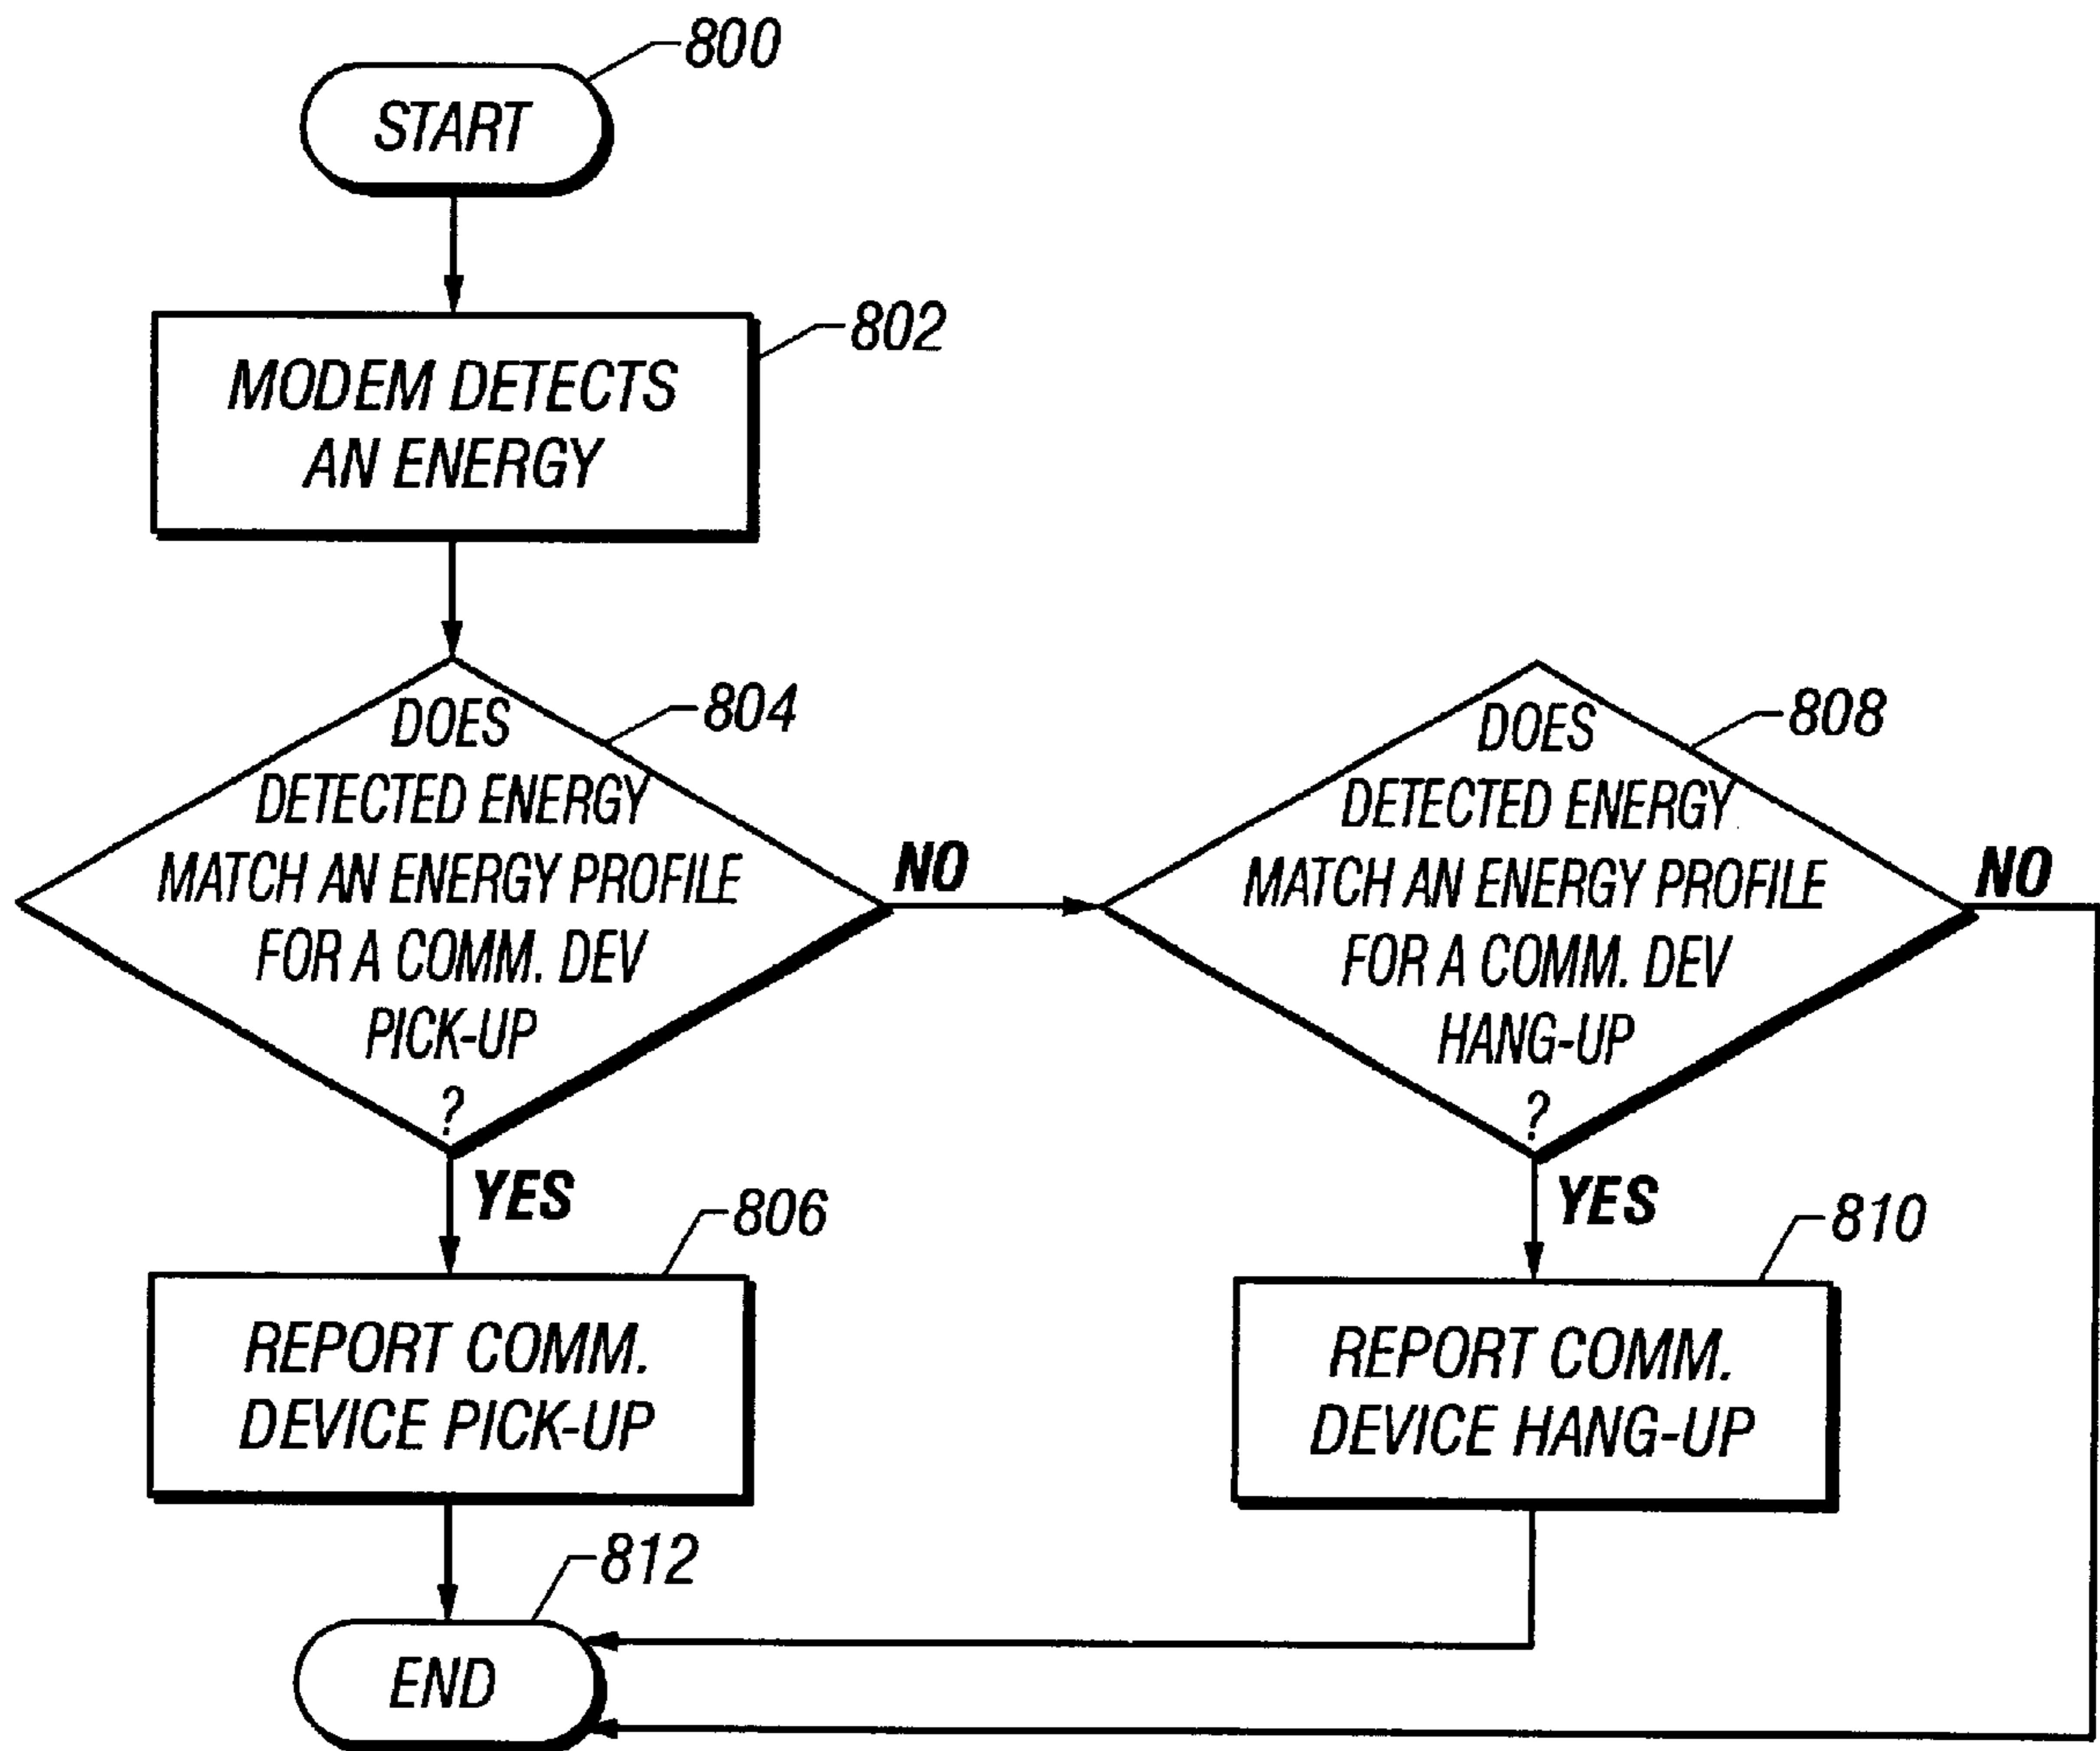 800
START
802
MODEM DETECTS
AN ENERGY
804
DOES
DETECTED ENERGY
MATCH AN ENERGY PROFILE
FOR A COMM. DEV
PICK-UP
?
NO
YES
806
REPORT COMM.
DEVICE PICK-UP
808
DOES
DETECTED ENERGY
MATCH AN ENERGY PROFILE
FOR A COMM. DEV
HANG-UP
?
NO
YES
810
REPORT COMM.
DEVICE HANG-UP
812
END